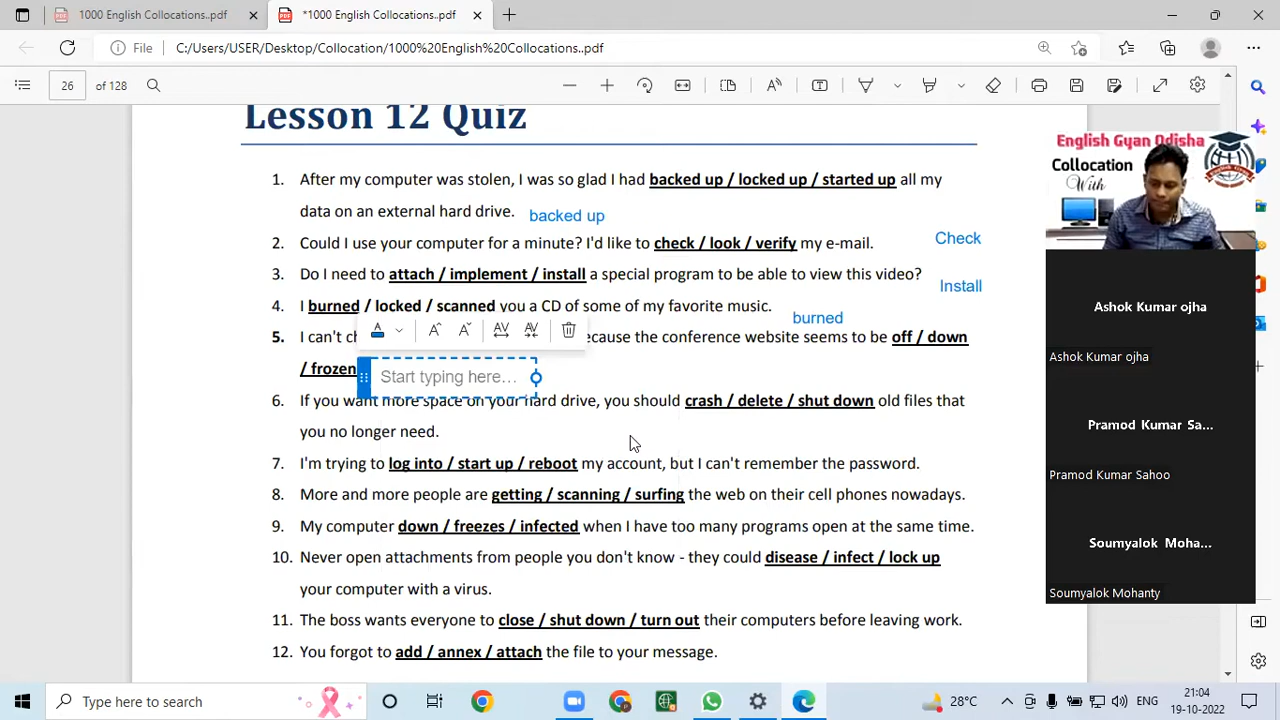 1000 English Collocations.pdf
*1000 English Collocations.pdf
File C:/Users/USER/Desktop/Collocation/1000%20English%20Collocations..pdf
26 of 128
Lesson 12 Quiz
1. After my computer was stolen, I was so glad I had backed up / locked up / started up all my
data on an external hard drive. backed up
2. Could I use your computer for a minute? I'd like to check / look / verify my e-mail. Check
3. Do I need to attach / implement / install a special program to be able to view this video? Install
4. I burned / locked / scanned you a CD of some of my favorite music. burned
5. I can't because the conference website seems to be off / down
/ frozen
Start typing here...
6. If you want more space on your hard drive, you should crash / delete / shut down old files that
you no longer need.
7. I'm trying to log into / start up / reboot my account, but I can't remember the password.
8. More and more people are getting / scanning / surfing the web on their cell phones nowadays.
9. My computer down / freezes / infected when I have too many programs open at the same time.
10. Never open attachments from people you don't know - they could disease / infect / lock up
your computer with a virus.
11. The boss wants everyone to close / shut down / turn out their computers before leaving work.
12. You forgot to add / annex / attach the file to your message.
English Gyan Odisha
Collocation
With
Ashok Kumar ojha
Ashok Kumar ojha
Pramod Kumar Sa...
Pramod Kumar Sahoo
Soumyalok Moha...
Soumyalok Mohanty
Type here to search
28°C
ENG
21:04
19-10-2022